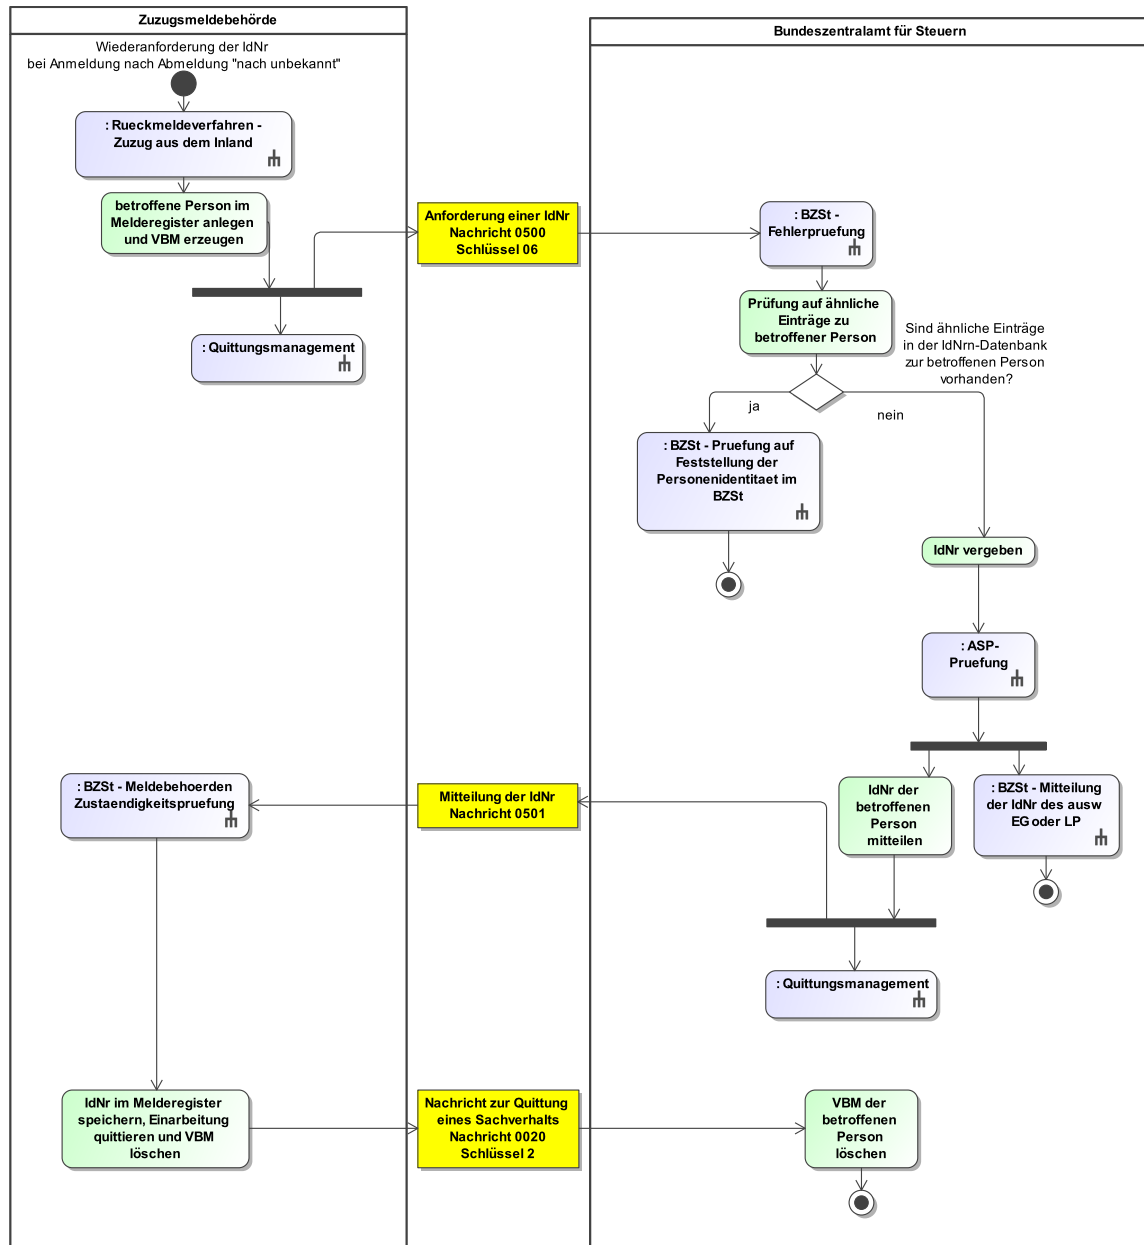 Zuzugsmeldebehörde
Wiederanforderung der IdNr
bei Anmeldung nach Abmeldung "nach unbekannt"
: Rueckmeldeverfahren -
Zuzug aus dem Inland
betroffene Person im
Melderegister anlegen
und VBM erzeugen
: Quittungsmanagement
Anforderung einer IdNr
Nachricht 0500
Schlüssel 06
Bundeszentralamt für Steuern
: BZSt -
Fehlerpruefung
Prüfung auf ähnliche
Einträge zu
betroffener Person
Sind ähnliche Einträge
in der IdNrn-Datenbank
zur betroffenen Person
vorhanden?
ja
nein
: BZSt - Pruefung auf
Feststellung der
Personenidentitaet im
BZSt
IdNr vergeben
: ASP-
Pruefung
IdNr der
betroffenen
Person
mitteilen
: BZSt - Mitteilung
der IdNr des ausw
EG oder LP
: Quittungsmanagement
Mitteilung der IdNr
Nachricht 0501
: BZSt - Meldebehoerden
Zustaendigkeitspruefung
IdNr im Melderegister
speichern, Einarbeitung
quittieren und VBM
löschen
Nachricht zur Quittung
eines Sachverhalts
Nachricht 0020
Schlüssel 2
VBM der
betroffenen
Person
löschen